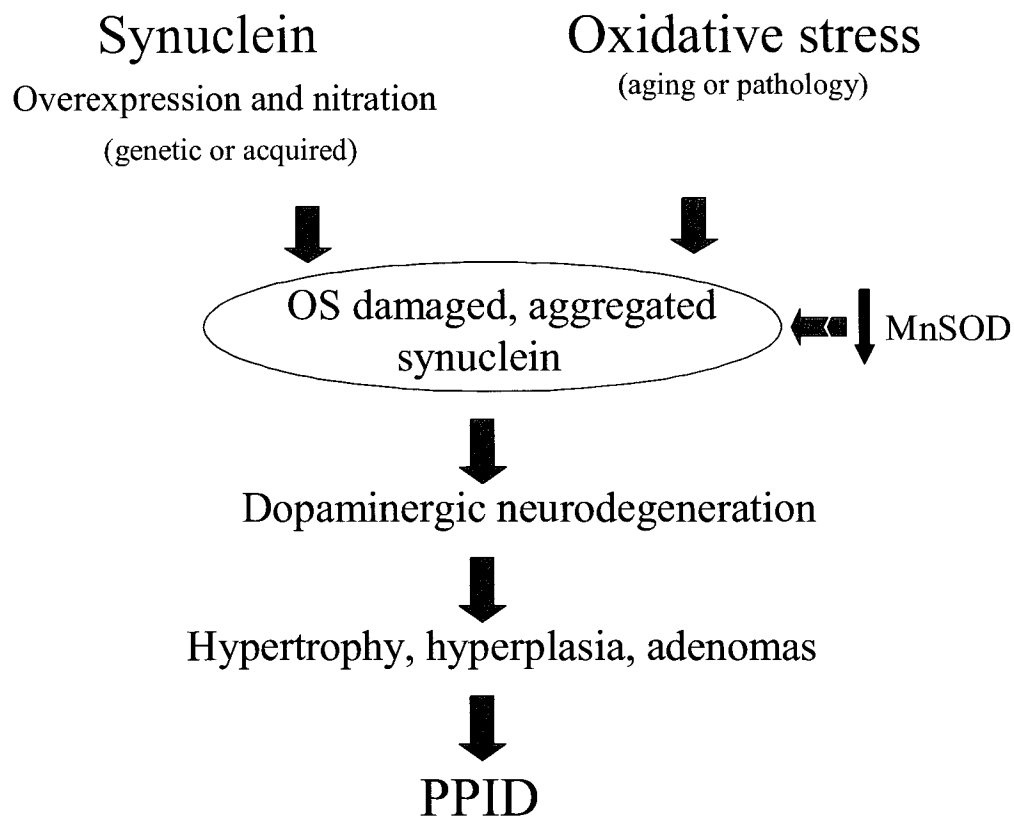 Synuclein
Overexpression and nitration
(genetic or acquired)
Oxidative stress
(aging or pathology)
OS damaged, aggregated
synuclein
MnSOD
Dopaminergic neurodegeneration
Hypertrophy, hyperplasia, adenomas
PPID